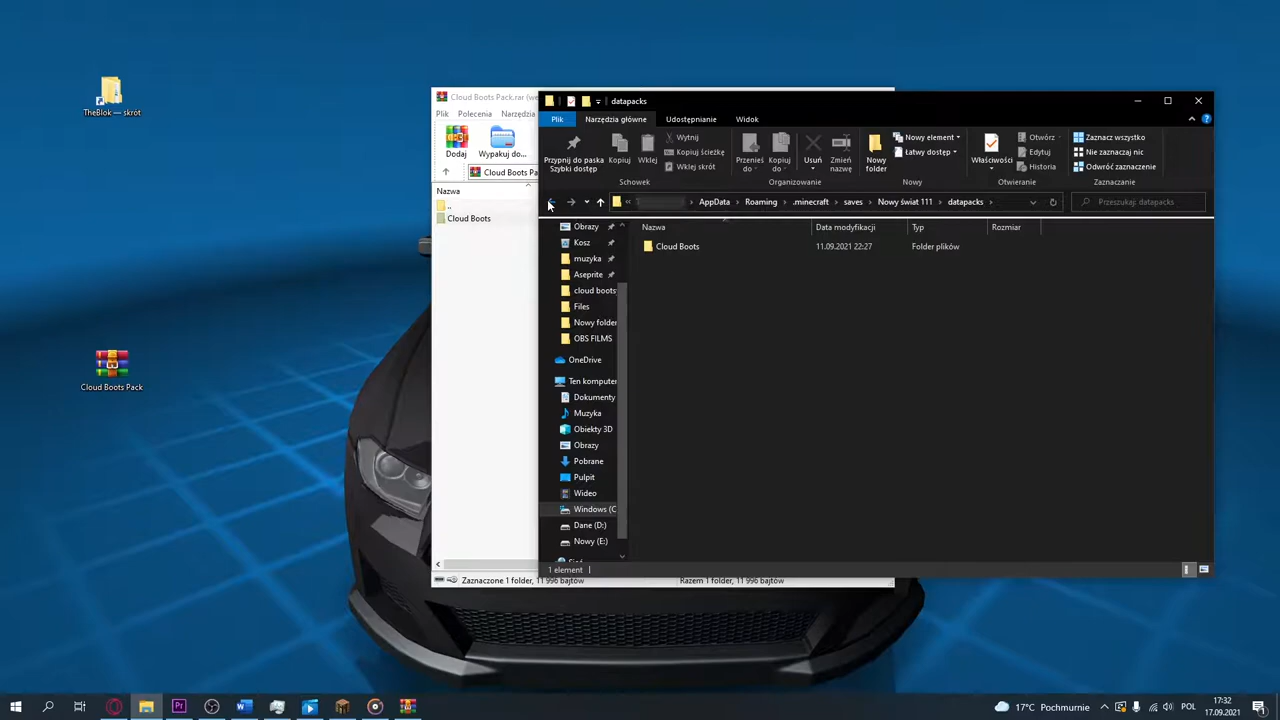 TheBlok — skrót
Cloud Boots Pack
Cloud Boots Pack.rar (we
Plik Polecenia Narzędzia
Dodaj Wypakuj do...
Cloud Boots Pa
Nazwa
..
Cloud Boots
Zaznaczone 1 folder, 11 996 bajtów Razem 1 folder, 11 996 bajtów
datapacks
Plik Narzędzia główne Udostępnianie Widok
Przypnij do paska Szybki dostęp
Kopiuj
Wklej
Wytnij
Kopiuj ścieżkę
Wklej skrót
Schowek
Przenieś do
Kopiuj do
Usuń
Zmień nazwę
Organizowanie
Nowy folder
Nowy element
Łatwy dostęp
Nowy
Właściwości
Otwórz
Edytuj
Historia
Otwieranie
Zaznacz wszystko
Nie zaznaczaj nic
Odwróć zaznaczenie
Zaznaczanie
« AppData > Roaming > .minecraft > saves > Nowy świat 111 > datapacks >
Przeszukaj: datapacks
Obrazy
Kosz
muzyka
Aseprite
cloud boots
Files
Nowy folder
OBS FILMS
OneDrive
Ten komputer
Dokumenty
Muzyka
Obiekty 3D
Obrazy
Pobrane
Pulpit
Wideo
Windows (C
Dane (D:)
Nowy (E:)
Nazwa Data modyfikacji Typ Rozmiar
Cloud Boots 11.09.2021 22:27 Folder plików
1 element
17°C Pochmurnie
POL
17:32
17.09.2021
1